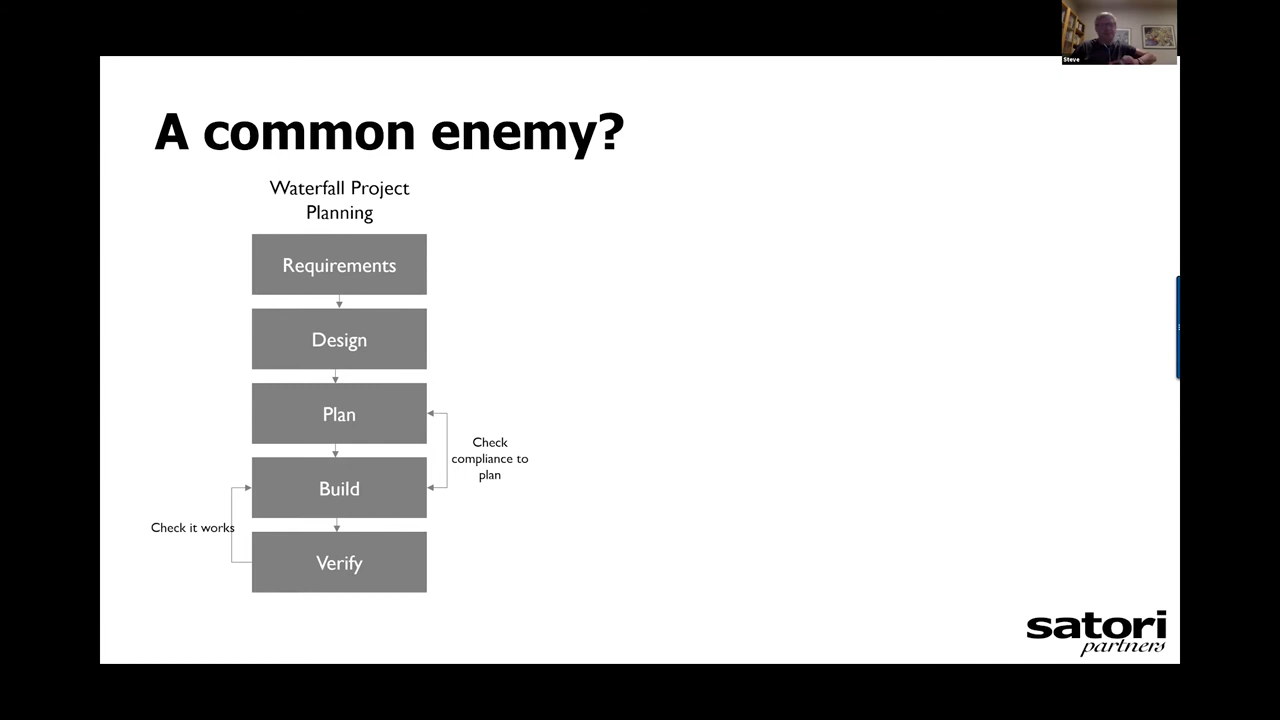 Steve
A common enemy?
Waterfall Project
Planning
Requirements
Design
Plan
Check
compliance to
plan
Build
Check it works
Verify
satori
partners